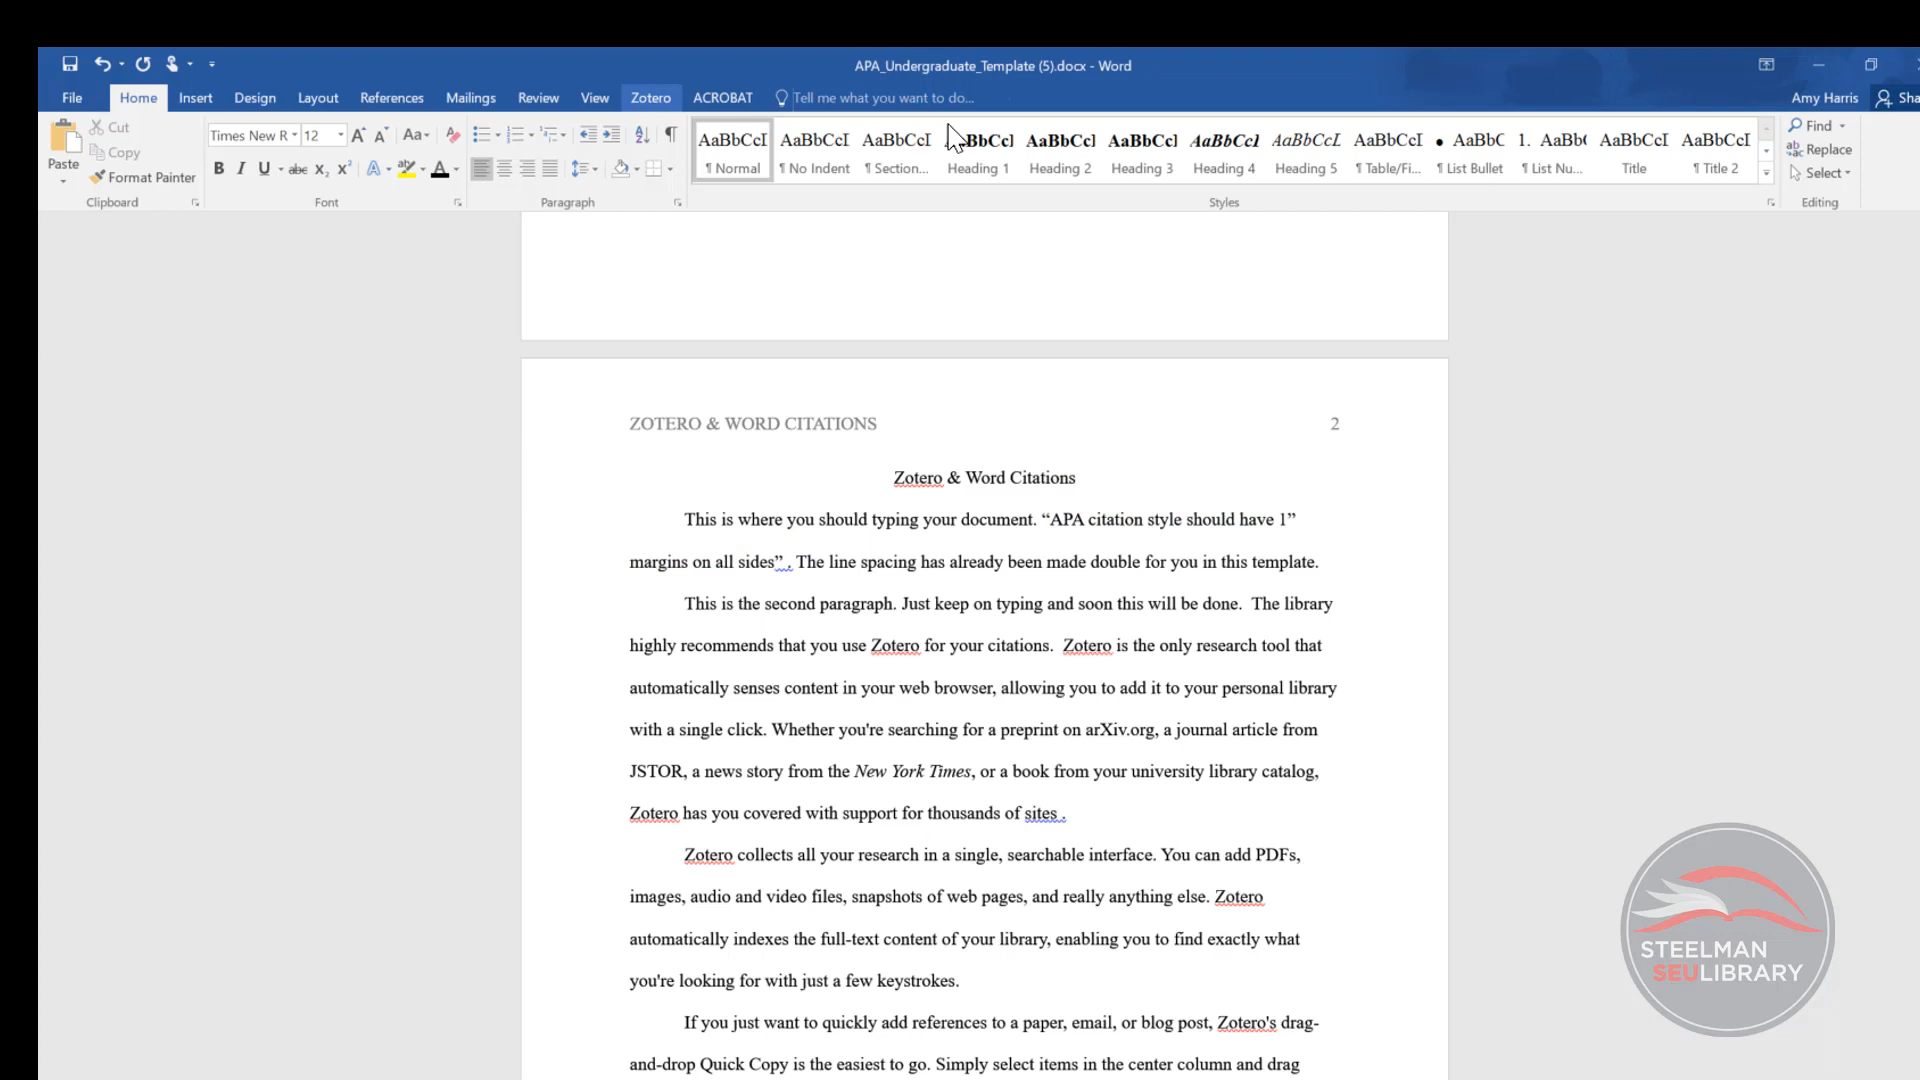 APA_Undergraduate_Template (5).docx - Word
File Home Insert Design Layout References Mailings Review View Zotero ACROBAT Tell me what you want to do... Amy Harris
Paste Cut Copy Format Painter Clipboard
Times New R 12 Aa
B I U abc X₂ X² A A
Font
Paragraph
AaBbCcI AaBbCcI AaBbCcI BbCcI AaBbCcI AaBbCcI AaBbCcI AaBbCcL AaBbCcI • AaBbC 1. AaBb( AaBbCcI AaBbCcI
¶ Normal ¶ No Indent ¶ Section... Heading 1 Heading 2 Heading 3 Heading 4 Heading 5 ¶ Table/Fi... ¶ List Bullet ¶ List Nu... Title ¶ Title 2
Styles
Find
Replace
Select
Editing
ZOTERO & WORD CITATIONS 2
Zotero & Word Citations
This is where you should typing your document. “APA citation style should have 1”
margins on all sides” . The line spacing has already been made double for you in this template.
This is the second paragraph. Just keep on typing and soon this will be done.  The library
highly recommends that you use Zotero for your citations.  Zotero is the only research tool that
automatically senses content in your web browser, allowing you to add it to your personal library
with a single click. Whether you're searching for a preprint on arXiv.org, a journal article from
JSTOR, a news story from the New York Times, or a book from your university library catalog,
Zotero has you covered with support for thousands of sites .
Zotero collects all your research in a single, searchable interface. You can add PDFs,
images, audio and video files, snapshots of web pages, and really anything else. Zotero
automatically indexes the full-text content of your library, enabling you to find exactly what
you're looking for with just a few keystrokes.
If you just want to quickly add references to a paper, email, or blog post, Zotero's drag-
and-drop Quick Copy is the easiest to go. Simply select items in the center column and drag
STEELMAN
SEULIBRARY